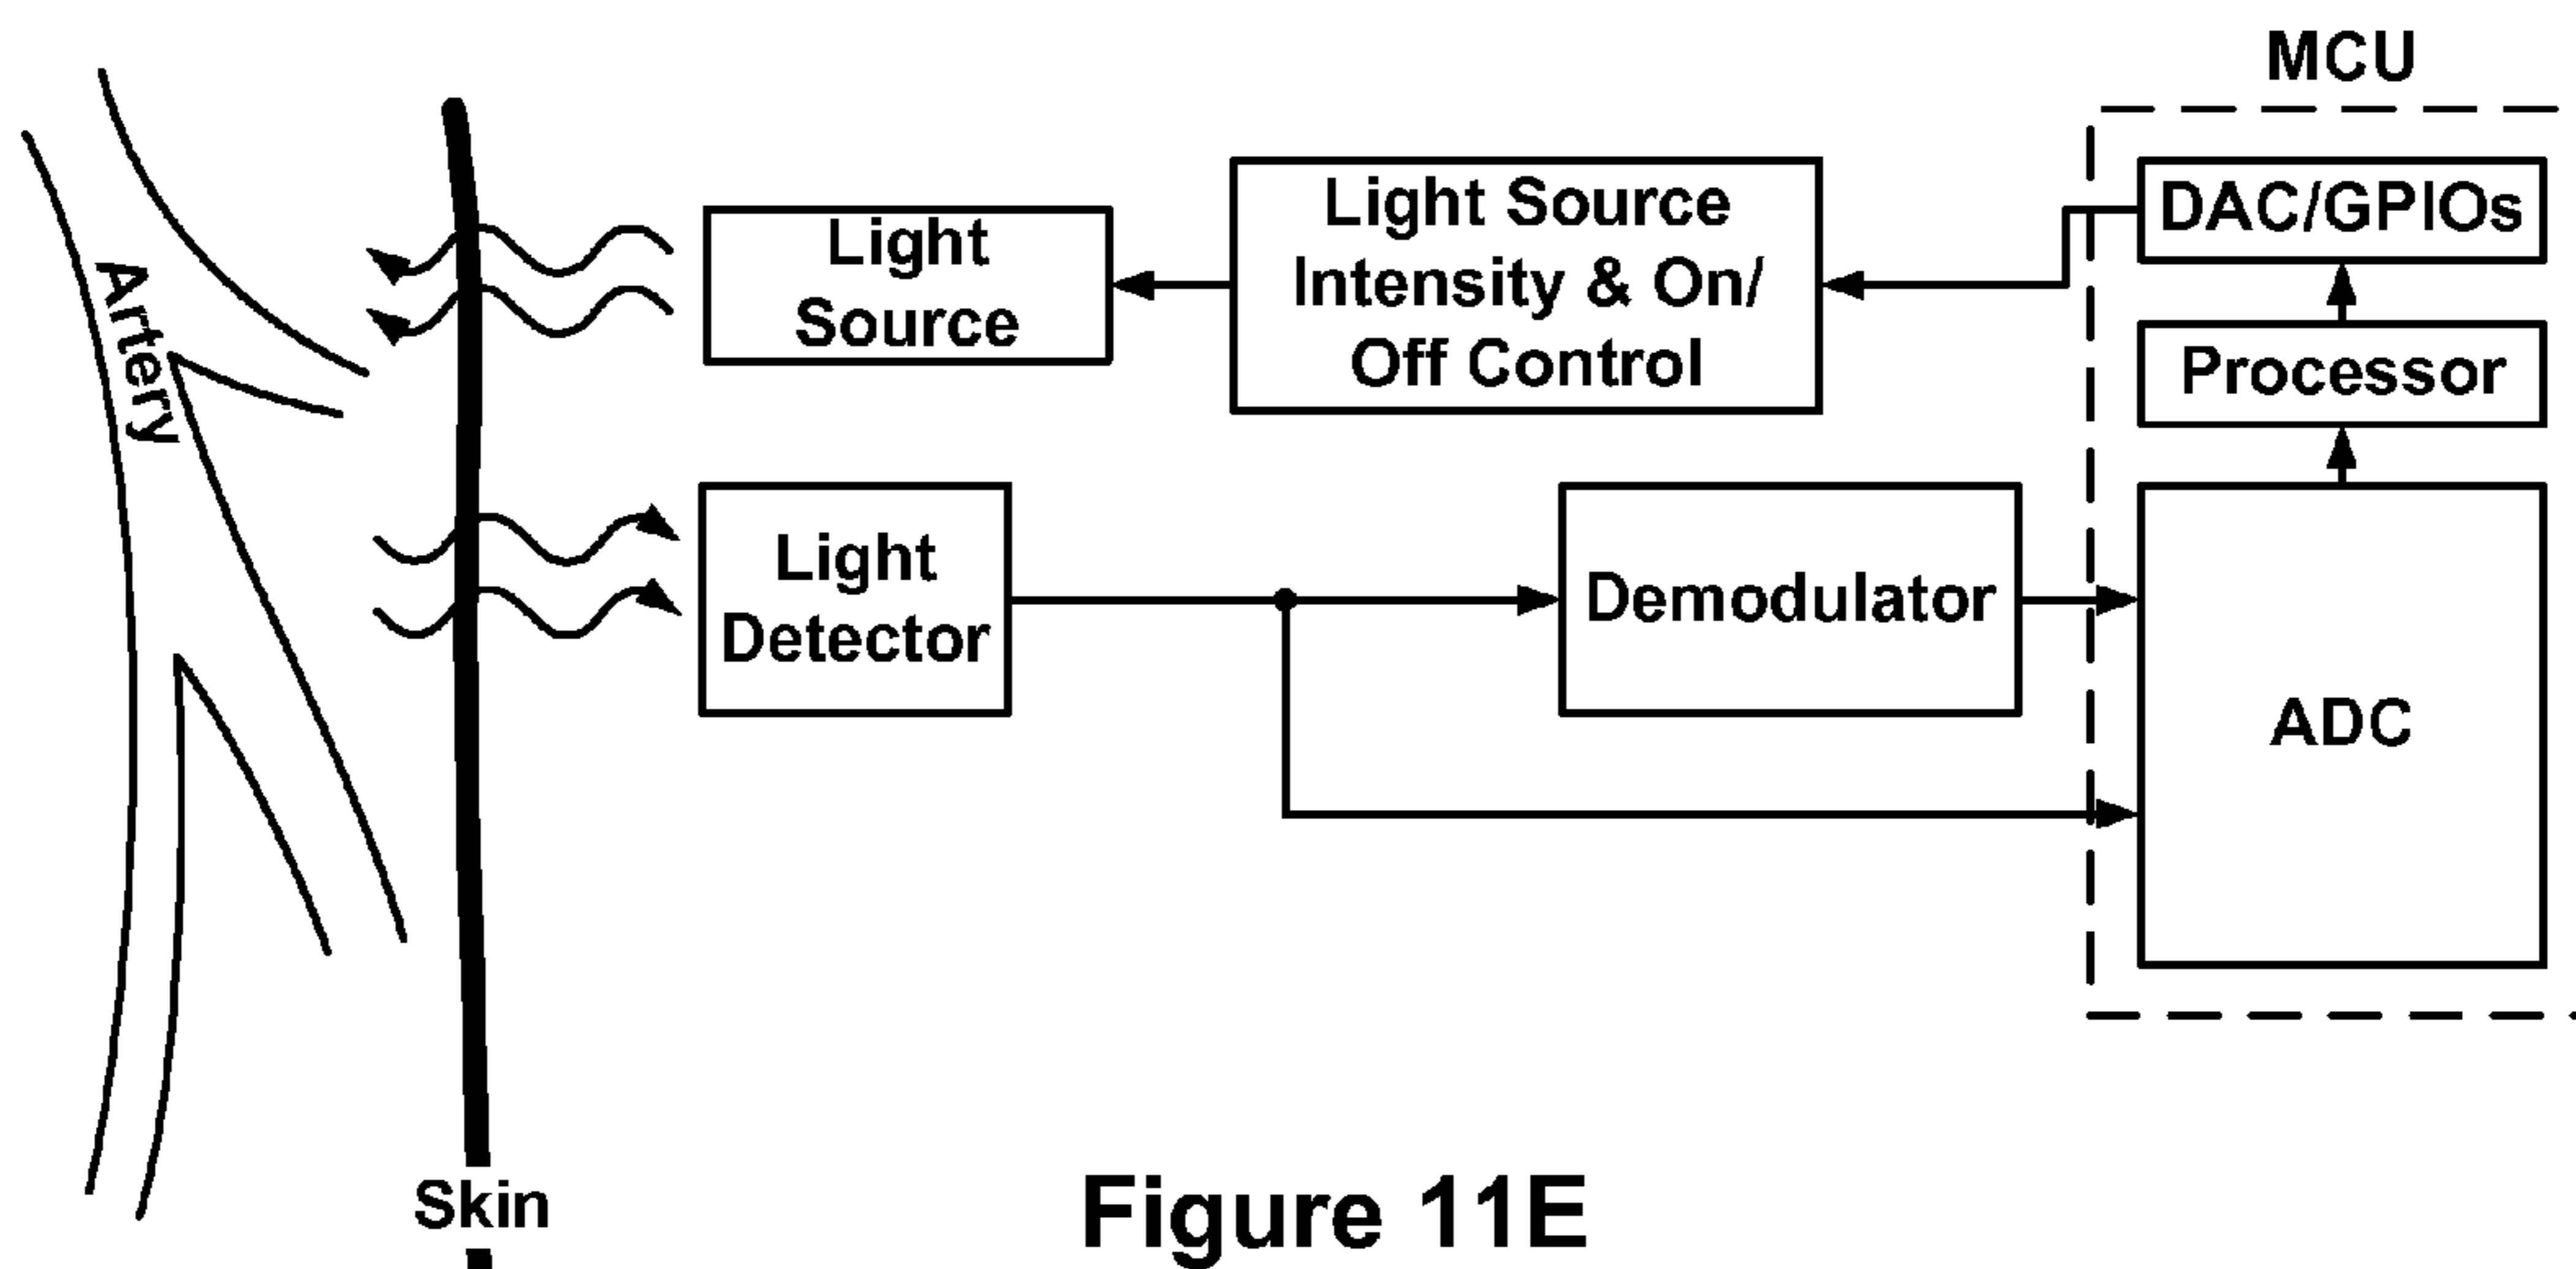 MCU
DAC/GPIOs
Light Source
Intensity & On/
Off Control
Light
Source
Artery
Processor
Light
Detector
Demodulator
ADC
Skin
Figure 11E